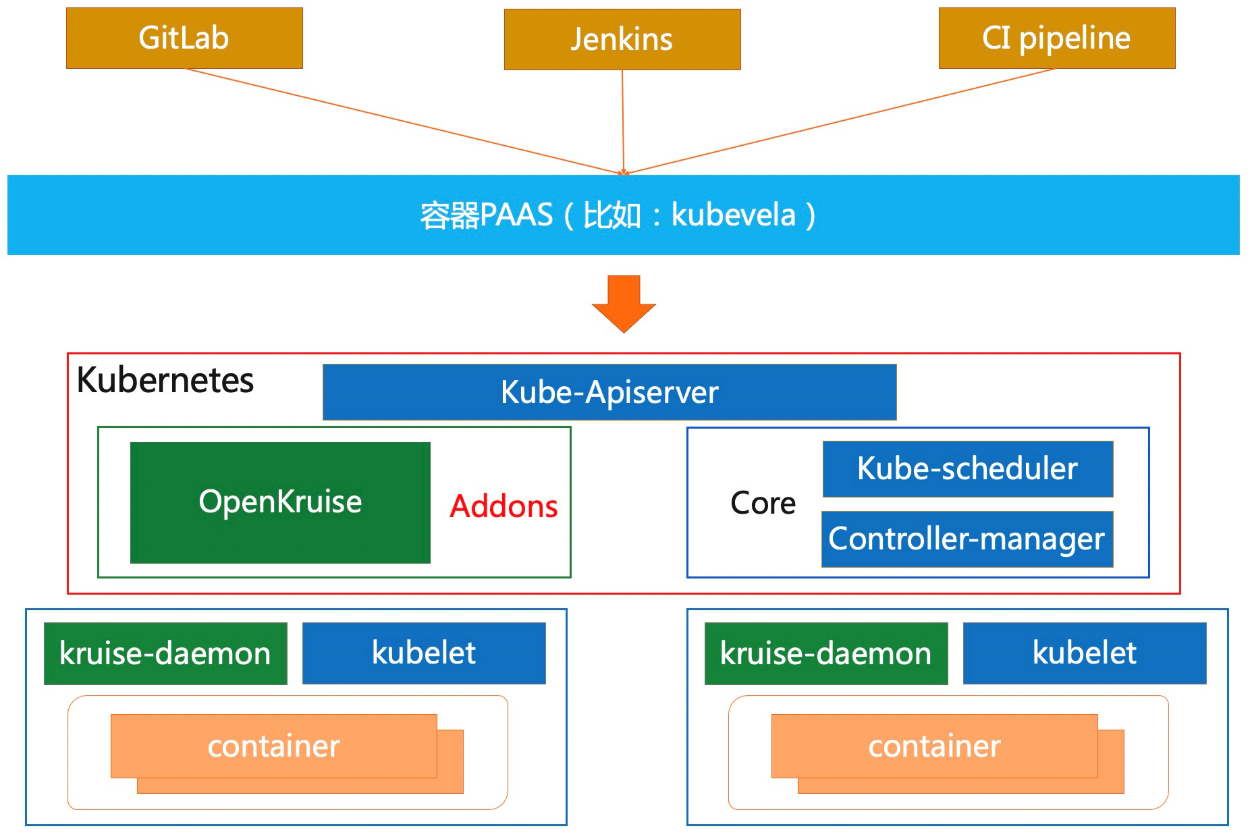 GitLab
Jenkins
CI pipeline
容器PAAS（比如：kubevela）
Kubernetes
Kube-Apiserver
OpenKruise
Addons
Core
Kube-scheduler
Controller-manager
kruise-daemon
kubelet
container
kruise-daemon
kubelet
container